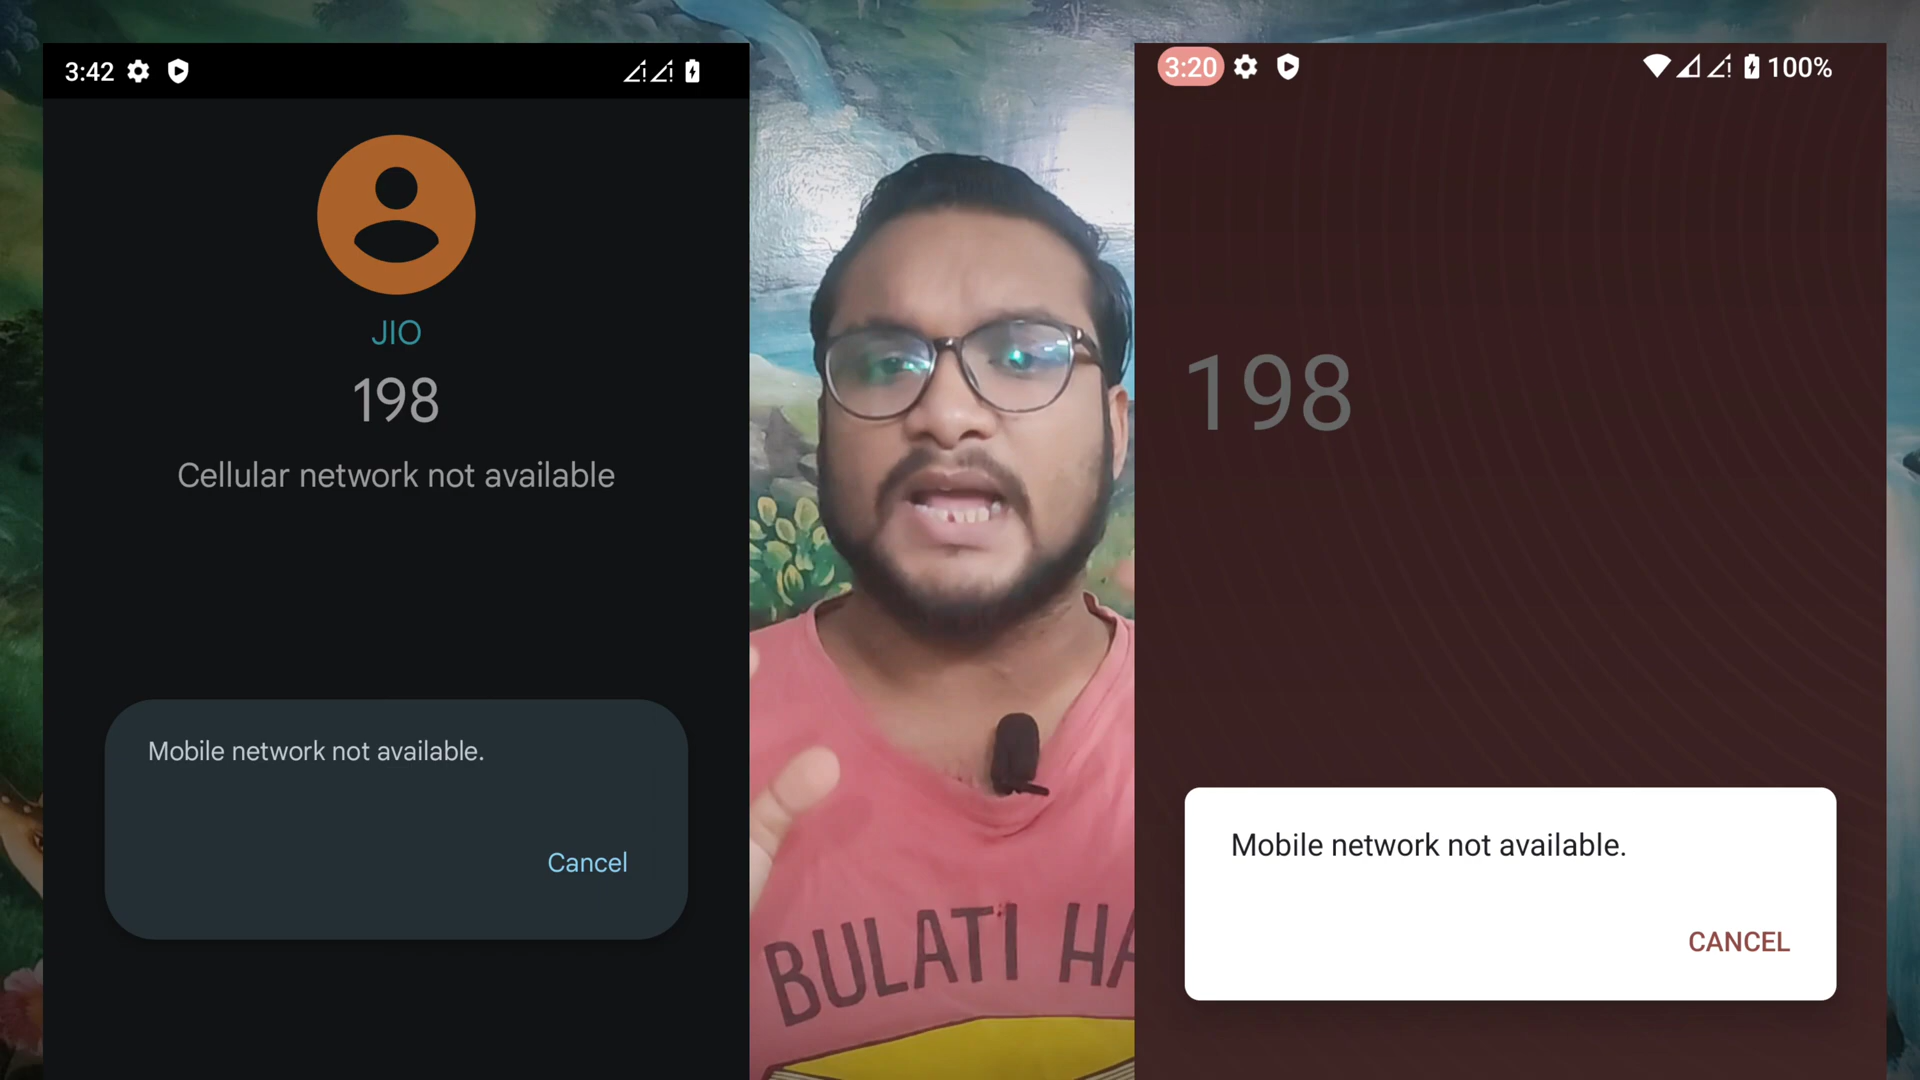 3:42
JIO
198
Cellular network not available
Mobile network not available.
Cancel
BULATI HA
3:20
100%
198
Mobile network not available.
CANCEL